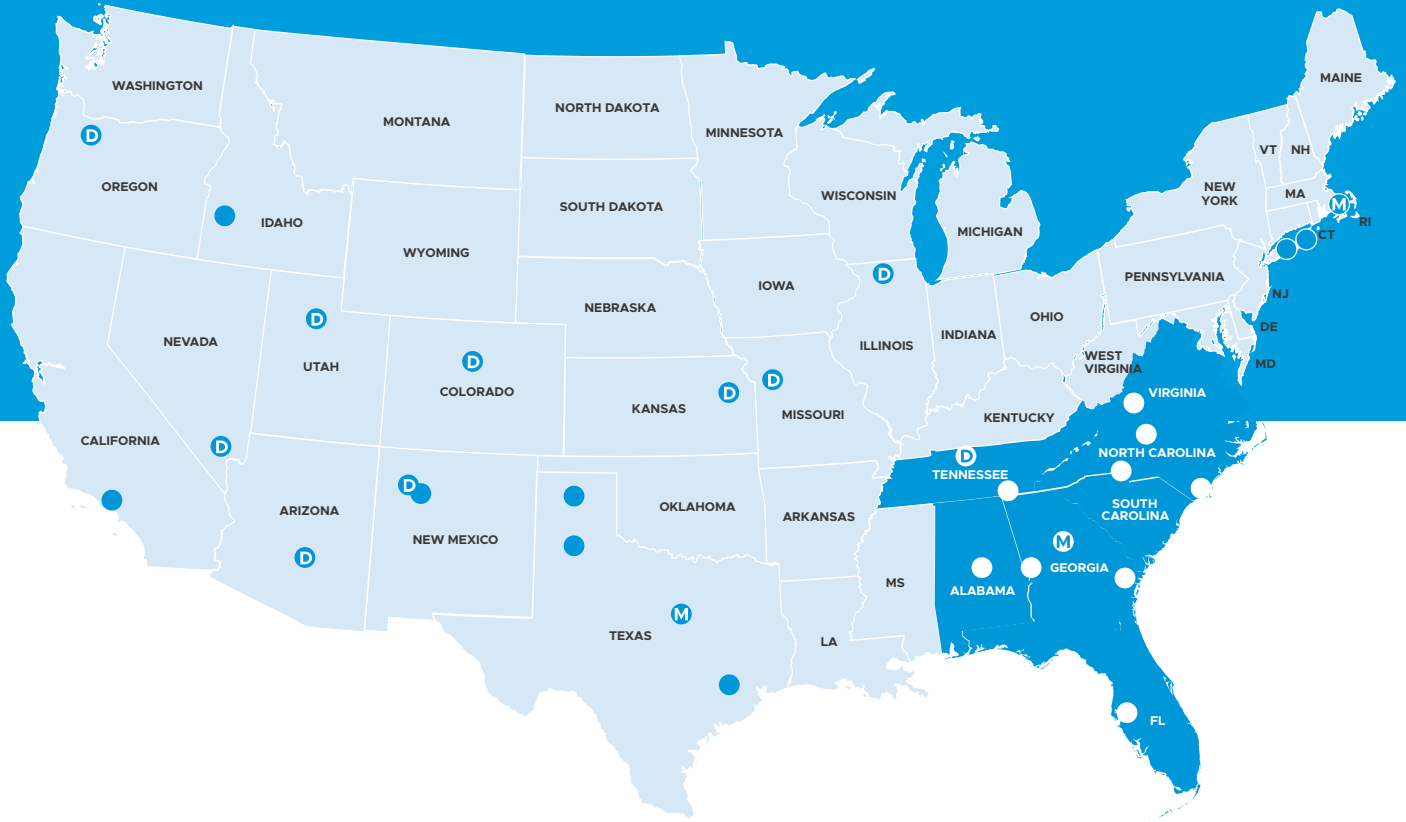 WASHINGTON
MONTANA
NORTH DAKOTA
MINNESOTA
MAINE
D
OREGON
IDAHO
SOUTH DAKOTA
WISCONSIN
MICHIGAN
VT
NH
NEW
YORK
MA
M
RI
CT
WYOMING
NEBRASKA
IOWA
D
ILLINOIS
INDIANA
OHIO
PENNSYLVANIA
NJ
DE
MD
WEST
VIRGINIA
NEVADA
D
UTAH
D
COLORADO
KANSAS
D
D
MISSOURI
KENTUCKY
VIRGINIA
CALIFORNIA
D
D
TENNESSEE
NORTH CAROLINA
SOUTH
CAROLINA
ARIZONA
D
D
NEW MEXICO
OKLAHOMA
ARKANSAS
M
GEORGIA
ALABAMA
MS
TEXAS
M
LA
FL